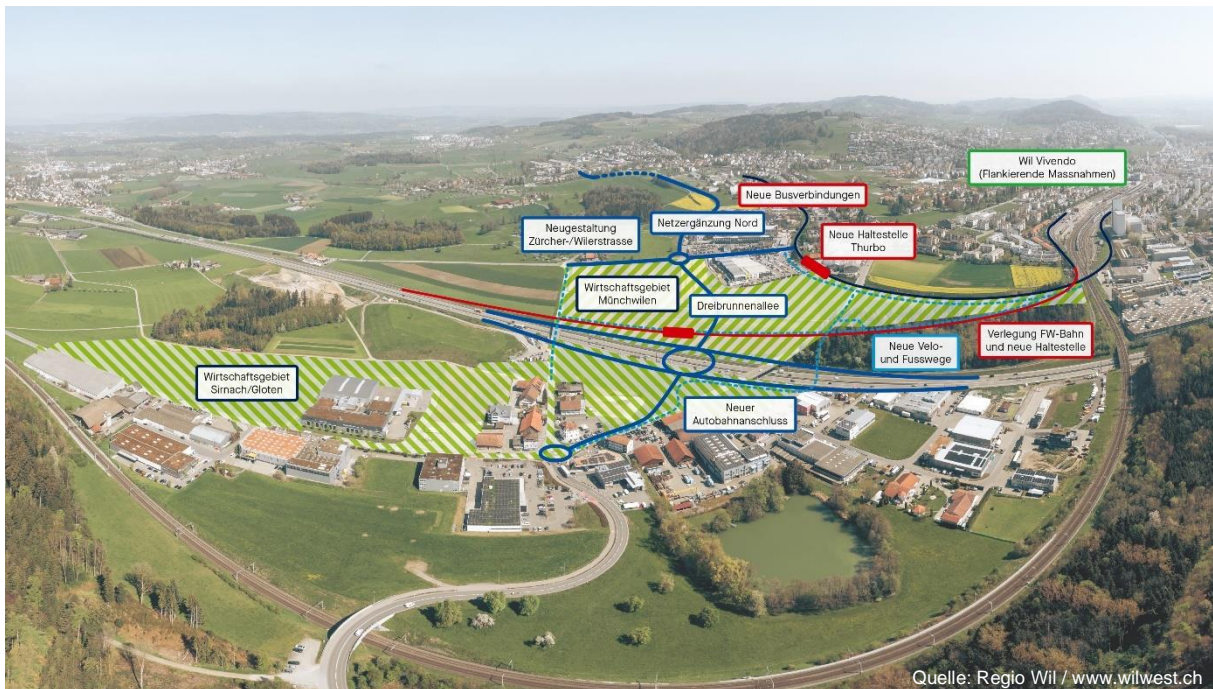 Wil Vivendo
(Flankierende Massnahmen)
Neue Busverbindungen
Netzergänzung Nord
Neugestaltung
Zürcher-/Wilerstrasse
Neue Haltestelle
Thurbo
Wirtschaftsgebiet
Münchwilen
Dreibrunnenallee
Neue Velo-
und Fusswege
Verlegung FW-Bahn
und neue Haltestelle
Wirtschaftsgebiet
Sirnach/Gloten
Neuer
Autobahnanschluss
Quelle: Regio Wil / www.wilwest.ch